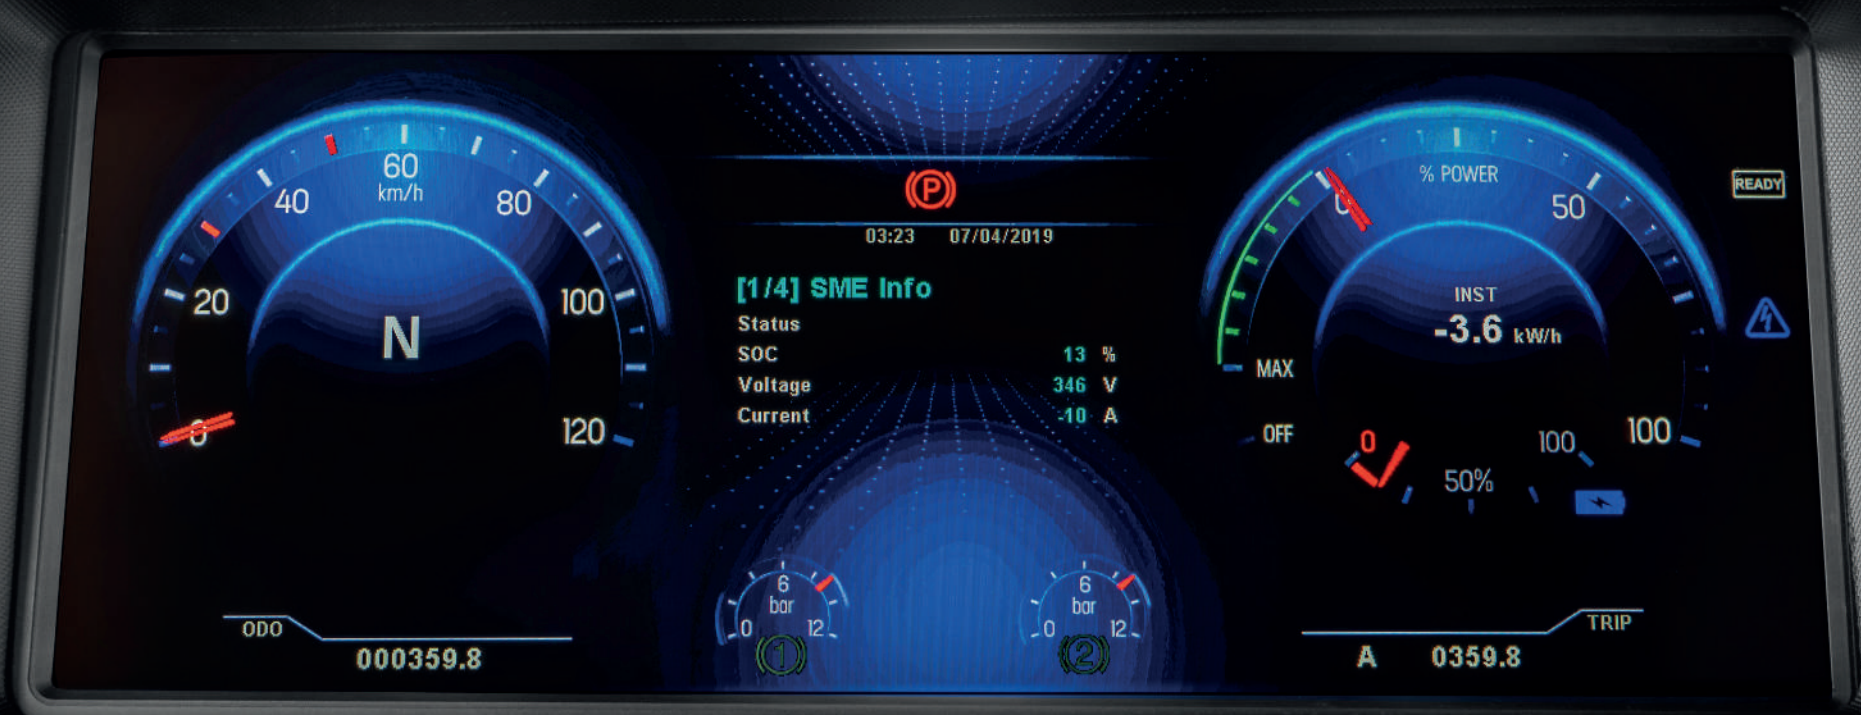 60
km/h
40
80
20
100
0
120
N
ODO
000359.8
P
03:23 07/04/2019
[1/4] SME Info
Status
SOC 13 %
Voltage 346 V
Current -10 A
6
bar
0 12
1
6
bar
0 12
2
% POWER
0
50
INST
-3.6 kW/h
MAX
OFF
100
0
50%
100
TRIP
A 0359.8
READY